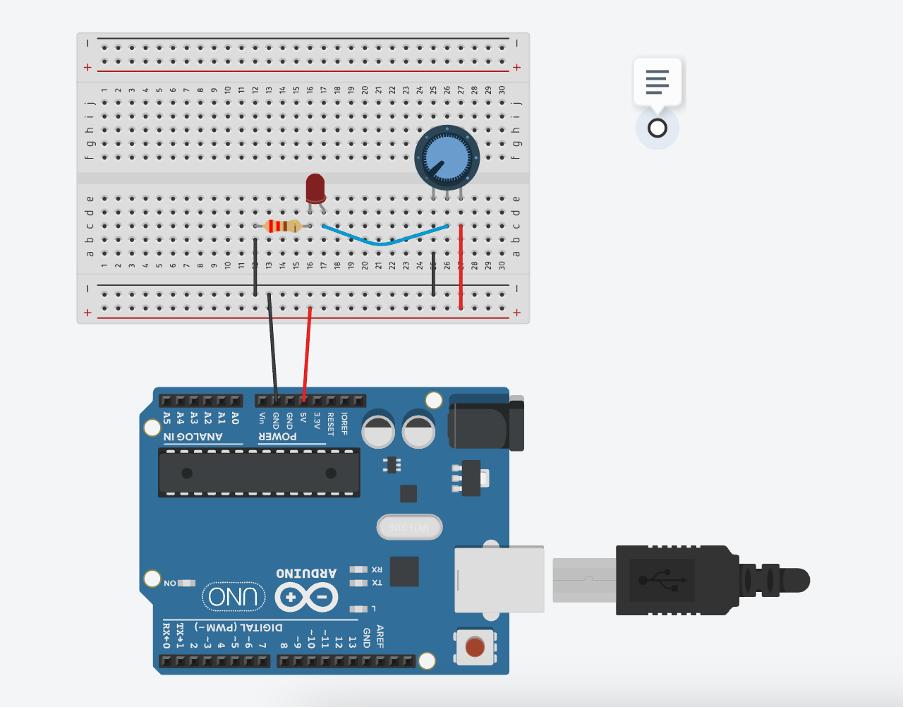 − −
+ +
1 2 3 4 5 6 7 8 9 10 11 12 13 14 15 16 17 18 19 20 21 22 23 24 25 26 27 28 29 30
j j
i i
h h
g g
f f
e e
d d
c c
b b
a a
1 2 3 4 5 6 7 8 9 10 11 12 13 14 15 16 17 18 19 20 21 22 23 24 25 26 27 28 29 30
− −
+ +
A5 A4 A3 A2 A1 A0 Vin GND GND 5V 3.3V RESET IOREF
ANALOG IN POWER
RX
ON TX
ARDUINO
UNO
L
DIGITAL (PWM~)
RX←0 TX→1 2 ~3 4 ~5 ~6 7 8 ~9 ~10 ~11 12 13 GND AREF